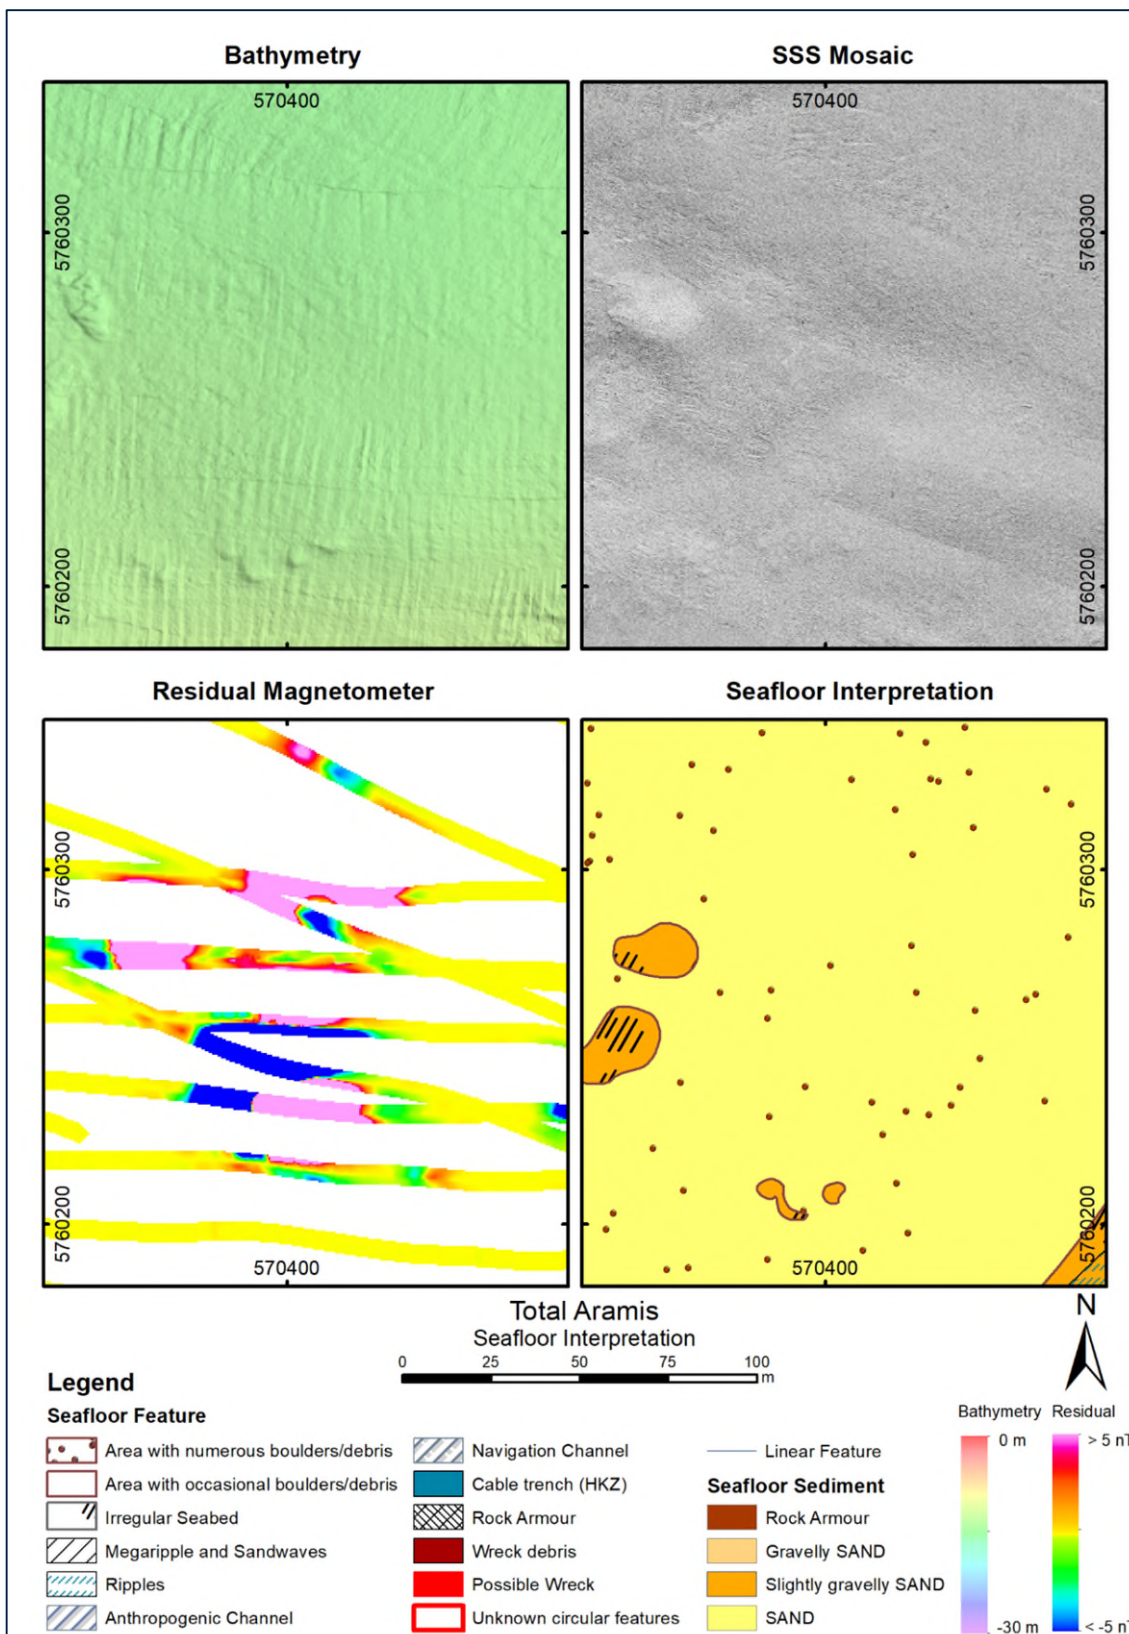 Bathymetry
SSS Mosaic
570400
570400
5760300
5760300
5760200
5760200
Residual Magnetometer
Seafloor Interpretation
5760300
5760300
5760200
5760200
570400
570400
Total Aramis
Seafloor Interpretation
N
0 25 50 75 100
m
Legend
Seafloor Feature
Area with numerous boulders/debris
Area with occasional boulders/debris
Irregular Seabed
Megaripple and Sandwaves
Ripples
Anthropogenic Channel
Navigation Channel
Cable trench (HKZ)
Rock Armour
Wreck debris
Possible Wreck
Unknown circular features
Linear Feature
Seafloor Sediment
Rock Armour
Gravelly SAND
Slightly gravelly SAND
SAND
Bathymetry
0 m
-30 m
Residual
> 5 nT
< -5 nT